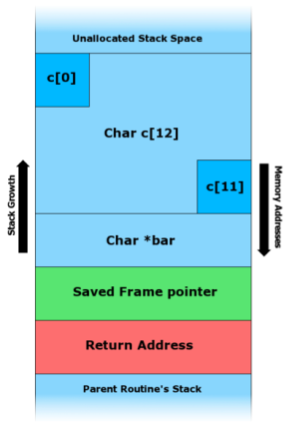 Unallocated Stack Space
c[0]
Char c[12]
c[11]
Stack Growth
Memory Addresses
Char *bar
Saved Frame pointer
Return Address
Parent Routine's Stack